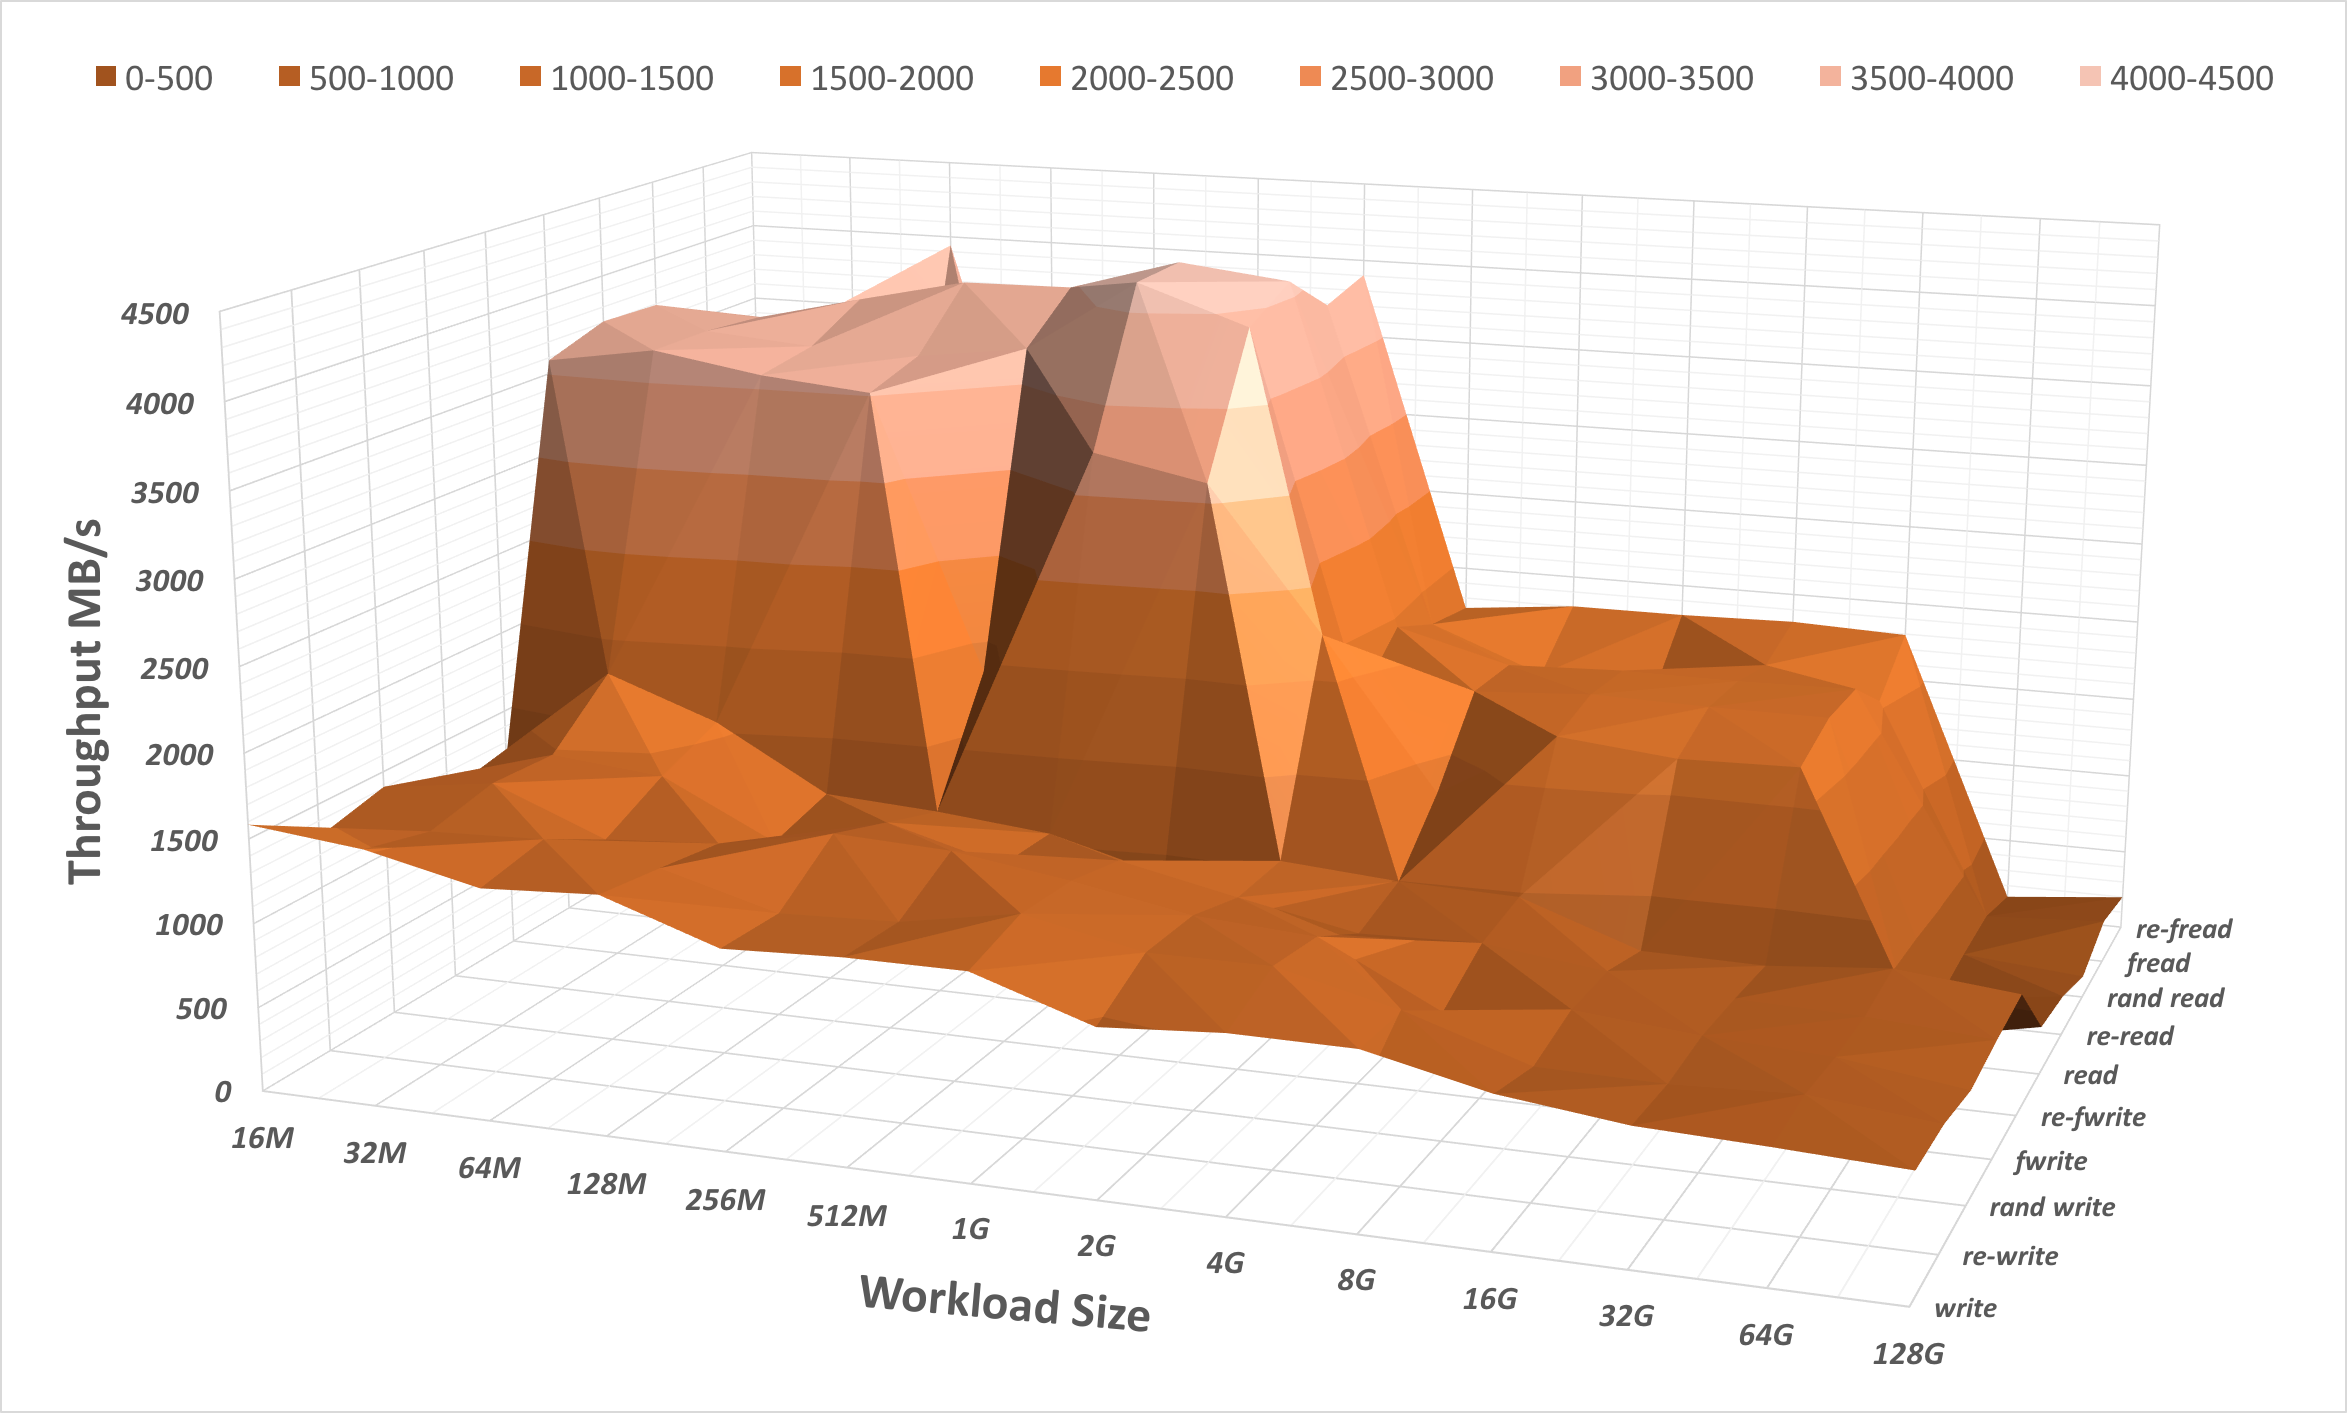 0-500 500-1000 1000-1500 1500-2000 2000-2500 2500-3000 3000-3500 3500-4000 4000-4500
Throughput MB/s
4500
4000
3500
3000
2500
2000
1500
1000
500
0
16M
32M
64M
128M
256M
512M
1G
2G
4G
8G
16G
32G
64G
128G
Workload Size
re-fread
fread
rand read
re-read
read
re-fwrite
fwrite
rand write
re-write
write